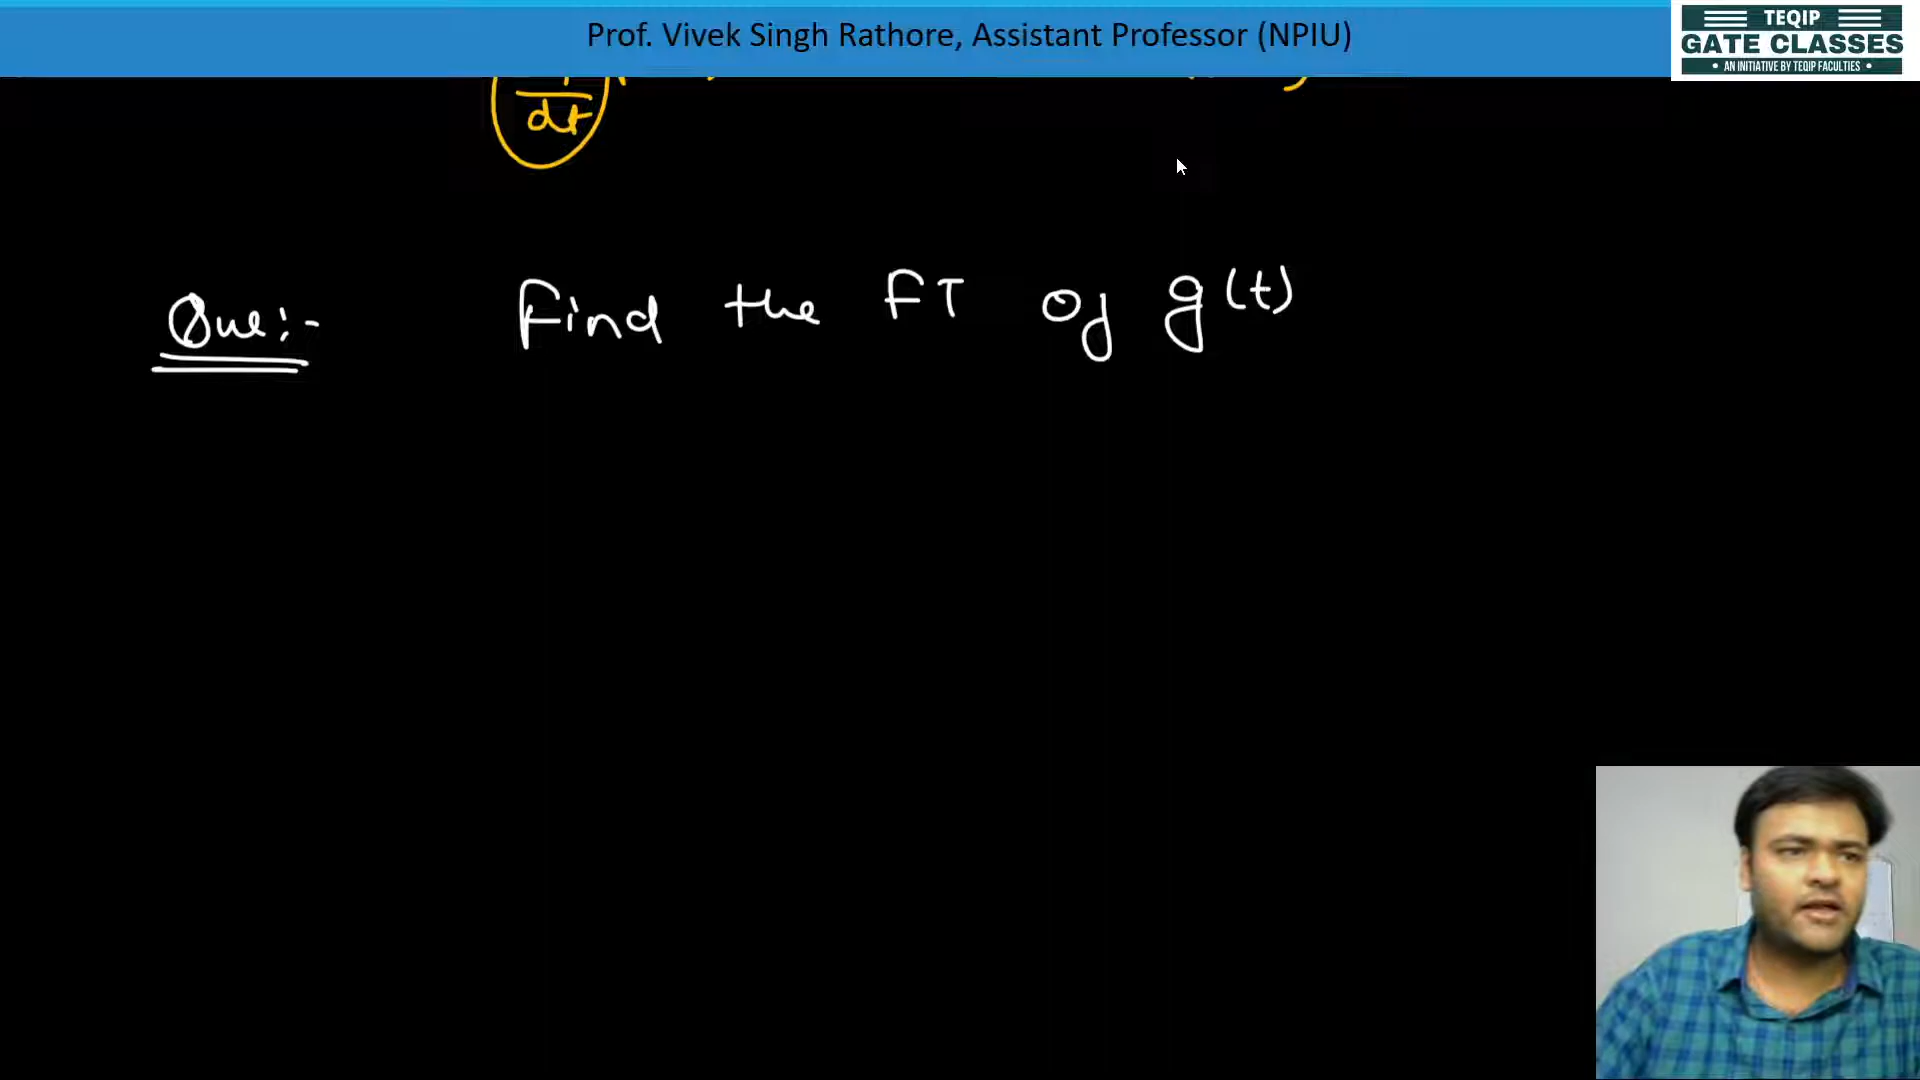 Prof. Vivek Singh Rathore, Assistant Professor (NPIU)
TEQIP
GATE CLASSES
• AN INITIATIVE BY TEQIP FACULTIES •
dt
Que:- Find the FT of g(t)